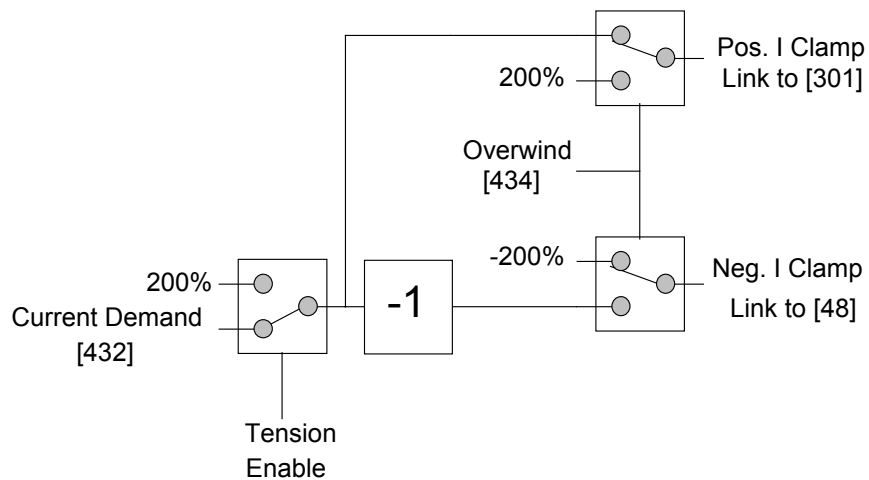 Pos. I Clamp
Link to [301]
200%
Overwind
[434]
-200%
Neg. I Clamp
Link to [48]
200%
Current Demand
[432]
-1
Tension
Enable